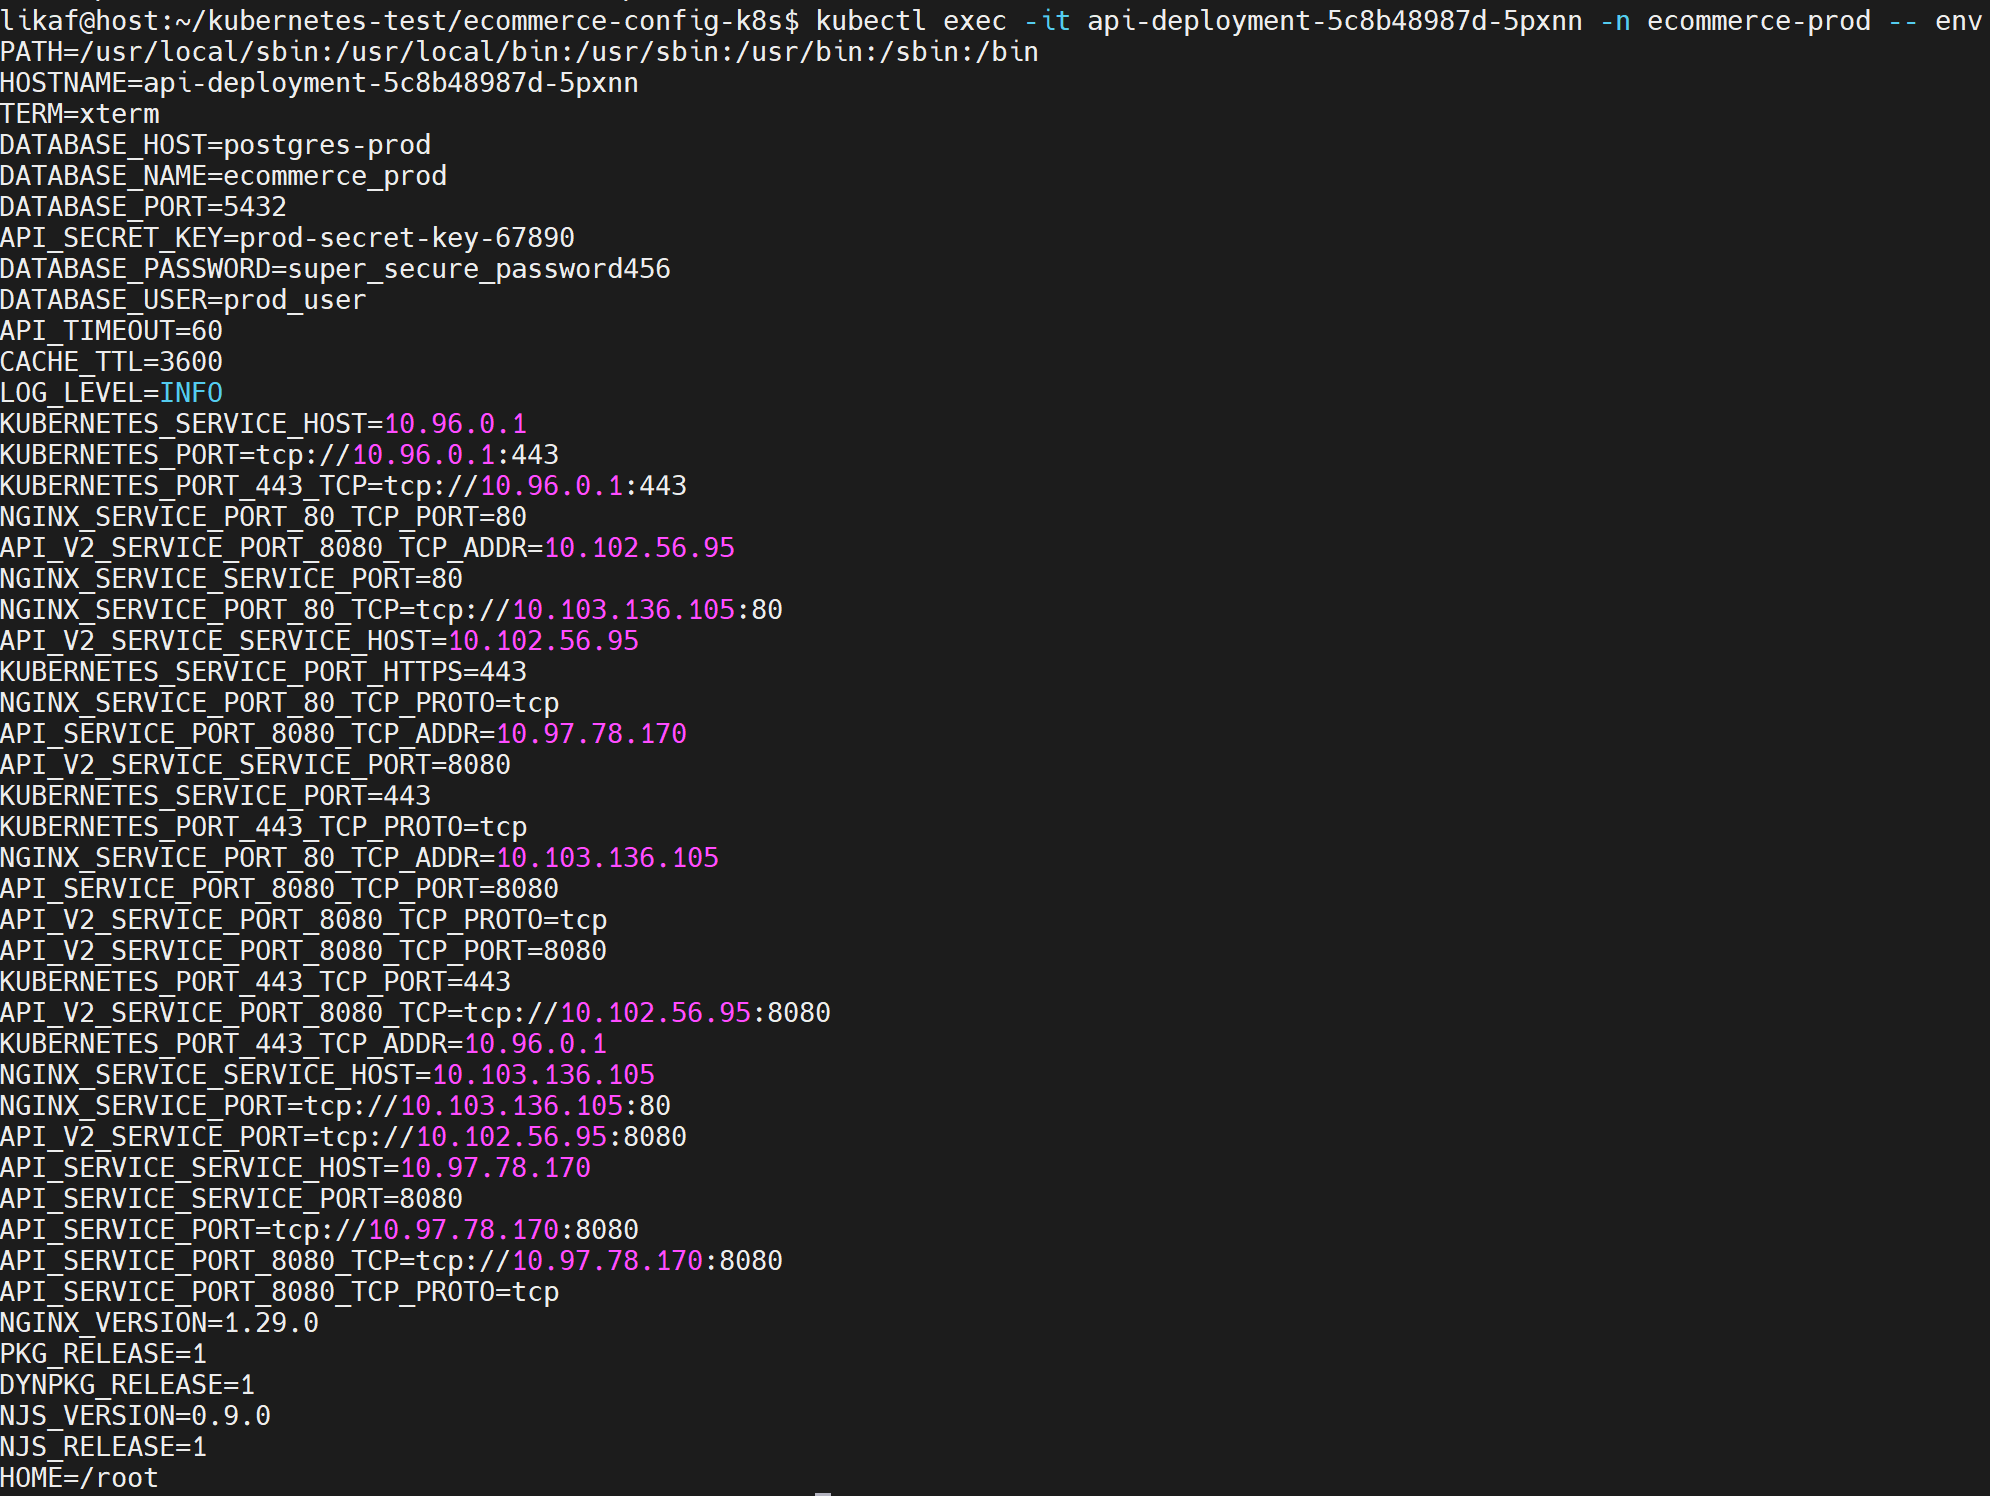 likaf@host:~/kubernetes-test/ecommerce-config-k8s$ kubectl exec -it api-deployment-5c8b48987d-5pxnn -n ecommerce-prod -- env
PATH=/usr/local/sbin:/usr/local/bin:/usr/sbin:/usr/bin:/sbin:/bin
HOSTNAME=api-deployment-5c8b48987d-5pxnn
TERM=xterm
DATABASE_HOST=postgres-prod
DATABASE_NAME=ecommerce_prod
DATABASE_PORT=5432
API_SECRET_KEY=prod-secret-key-67890
DATABASE_PASSWORD=super_secure_password456
DATABASE_USER=prod_user
API_TIMEOUT=60
CACHE_TTL=3600
LOG_LEVEL=INFO
KUBERNETES_SERVICE_HOST=10.96.0.1
KUBERNETES_PORT=tcp://10.96.0.1:443
KUBERNETES_PORT_443_TCP=tcp://10.96.0.1:443
NGINX_SERVICE_PORT_80_TCP_PORT=80
API_V2_SERVICE_PORT_8080_TCP_ADDR=10.102.56.95
NGINX_SERVICE_SERVICE_PORT=80
NGINX_SERVICE_PORT_80_TCP=tcp://10.103.136.105:80
API_V2_SERVICE_SERVICE_HOST=10.102.56.95
KUBERNETES_SERVICE_PORT_HTTPS=443
NGINX_SERVICE_PORT_80_TCP_PROTO=tcp
API_SERVICE_PORT_8080_TCP_ADDR=10.97.78.170
API_V2_SERVICE_SERVICE_PORT=8080
KUBERNETES_SERVICE_PORT=443
KUBERNETES_PORT_443_TCP_PROTO=tcp
NGINX_SERVICE_PORT_80_TCP_ADDR=10.103.136.105
API_SERVICE_PORT_8080_TCP_PORT=8080
API_V2_SERVICE_PORT_8080_TCP_PROTO=tcp
API_V2_SERVICE_PORT_8080_TCP_PORT=8080
KUBERNETES_PORT_443_TCP_PORT=443
API_V2_SERVICE_PORT_8080_TCP=tcp://10.102.56.95:8080
KUBERNETES_PORT_443_TCP_ADDR=10.96.0.1
NGINX_SERVICE_SERVICE_HOST=10.103.136.105
NGINX_SERVICE_PORT=tcp://10.103.136.105:80
API_V2_SERVICE_PORT=tcp://10.102.56.95:8080
API_SERVICE_SERVICE_HOST=10.97.78.170
API_SERVICE_SERVICE_PORT=8080
API_SERVICE_PORT=tcp://10.97.78.170:8080
API_SERVICE_PORT_8080_TCP=tcp://10.97.78.170:8080
API_SERVICE_PORT_8080_TCP_PROTO=tcp
NGINX_VERSION=1.29.0
PKG_RELEASE=1
DYNPKG_RELEASE=1
NJS_VERSION=0.9.0
NJS_RELEASE=1
HOME=/root